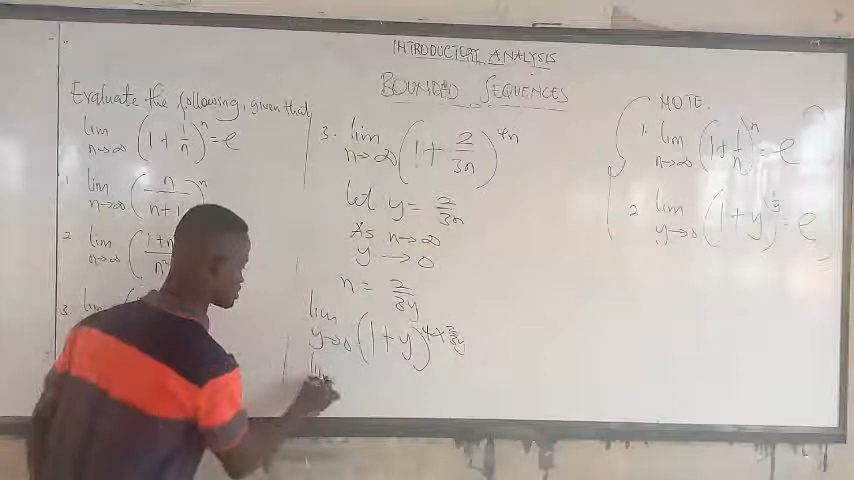 INTRODUCTORY ANALYSIS
BOUNDED SEQUENCES
Evaluate the following, given that
lim n→∞ (1 + 1/n)^n = e
1 lim n→∞ (n/(n+1))^n
2 lim n→∞ (1+n
3. lim
3. lim n→∞ (1 + 2/3n)^4n
let y = 2/3n
As n→∞
y → 0
n = 2/3y
lim y→0 (1 + y)^4×2/3y
lim
NOTE.
1. lim n→∞ (1 + 1/n)^n = e
2 lim y→0 (1 + y)^1/y = e